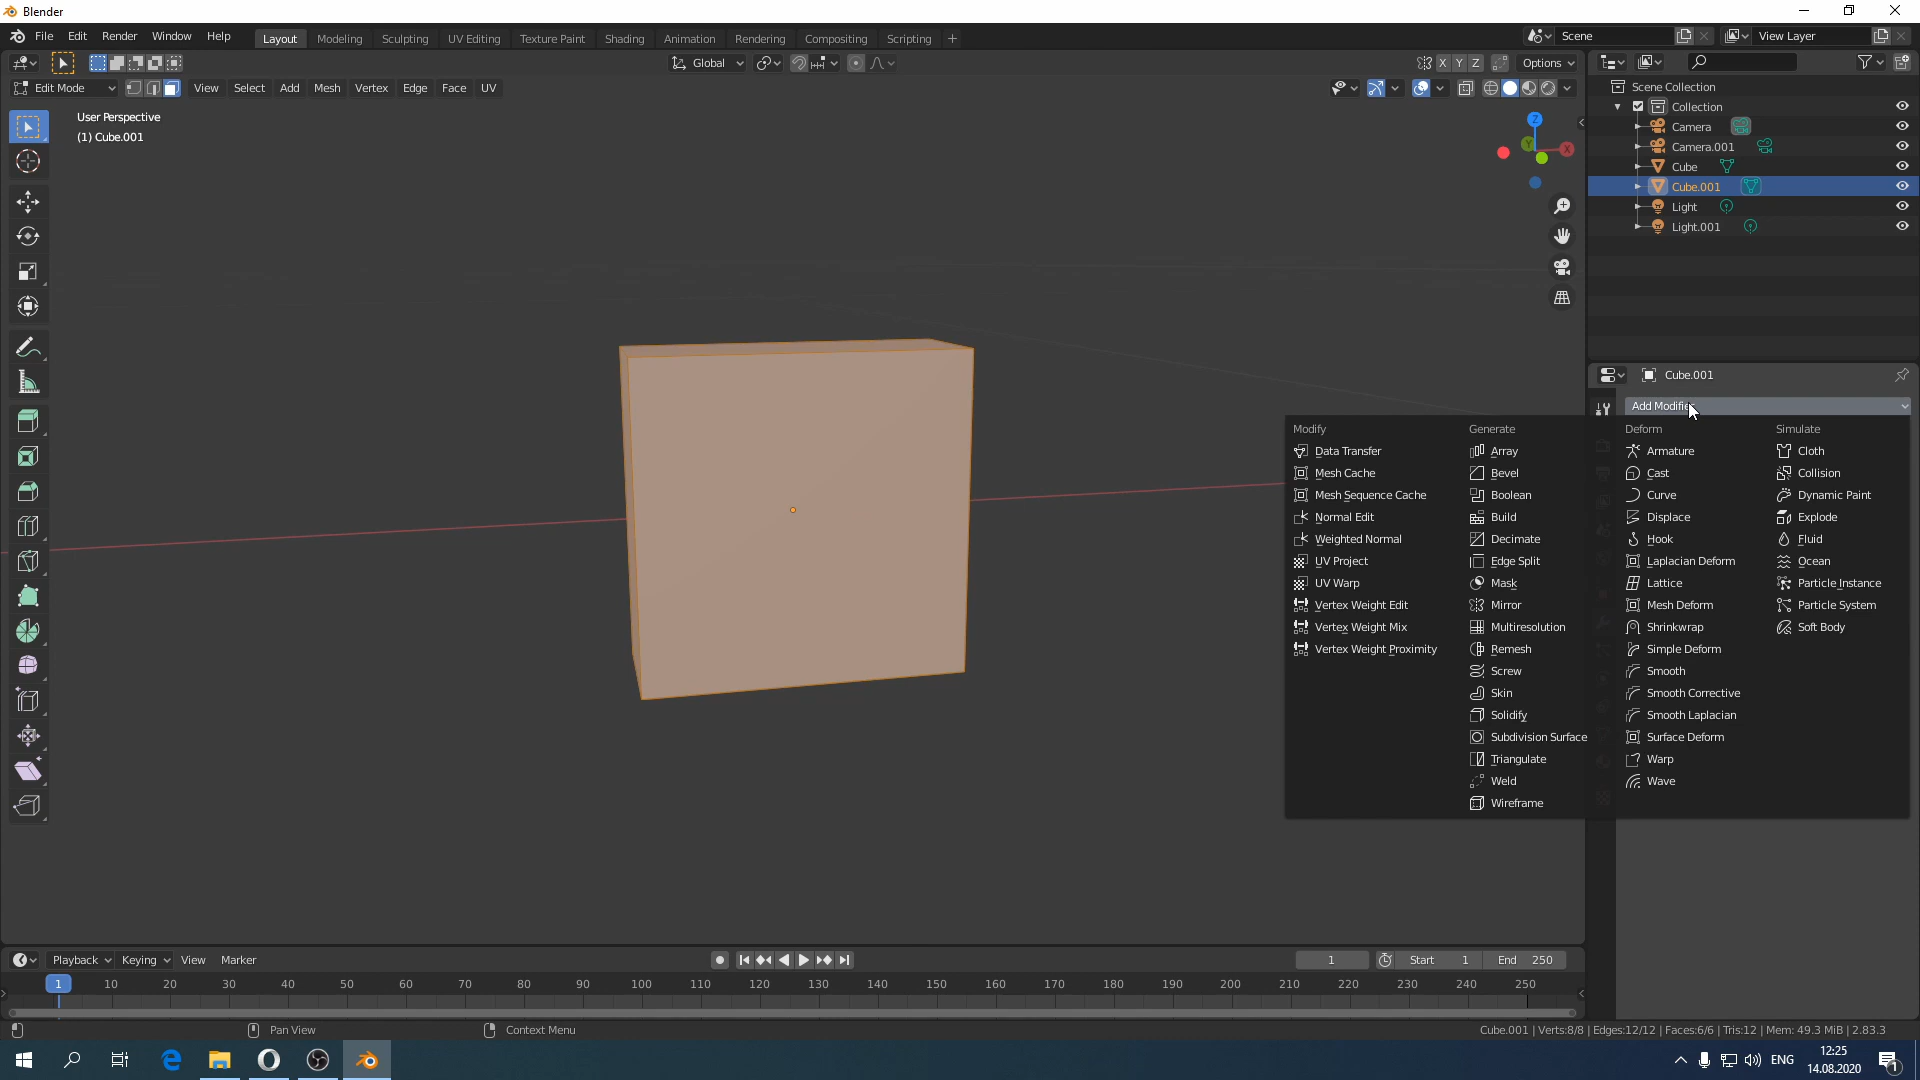 Blender
File Edit Render Window Help Layout Modeling Sculpting UV Editing Texture Paint Shading Animation Rendering Compositing Scripting + Scene View Layer
Global X Y Z Options
Edit Mode View Select Add Mesh Vertex Edge Face UV
User Perspective
(1) Cube.001
Z
Y
X
Scene Collection
Collection
Camera
Camera.001
Cube
Cube.001
Light
Light.001
Cube.001
Add Modifier
Modify
Data Transfer
Mesh Cache
Mesh Sequence Cache
Normal Edit
Weighted Normal
UV Project
UV Warp
Vertex Weight Edit
Vertex Weight Mix
Vertex Weight Proximity
Generate
Array
Bevel
Boolean
Build
Decimate
Edge Split
Mask
Mirror
Multiresolution
Remesh
Screw
Skin
Solidify
Subdivision Surface
Triangulate
Weld
Wireframe
Deform
Armature
Cast
Curve
Displace
Hook
Laplacian Deform
Lattice
Mesh Deform
Shrinkwrap
Simple Deform
Smooth
Smooth Corrective
Smooth Laplacian
Surface Deform
Warp
Wave
Simulate
Cloth
Collision
Dynamic Paint
Explode
Fluid
Ocean
Particle Instance
Particle System
Soft Body
Playback Keying View Marker 1 Start 1 End 250
1 10 20 30 40 50 60 70 80 90 100 110 120 130 140 150 160 170 180 190 200 210 220 230 240 250
Pan View Context Menu Cube.001 | Verts:8/8 | Edges:12/12 | Faces:6/6 | Tris:12 | Mem: 49.3 MiB | 2.83.3
ENG
12:25
14.08.2020
1